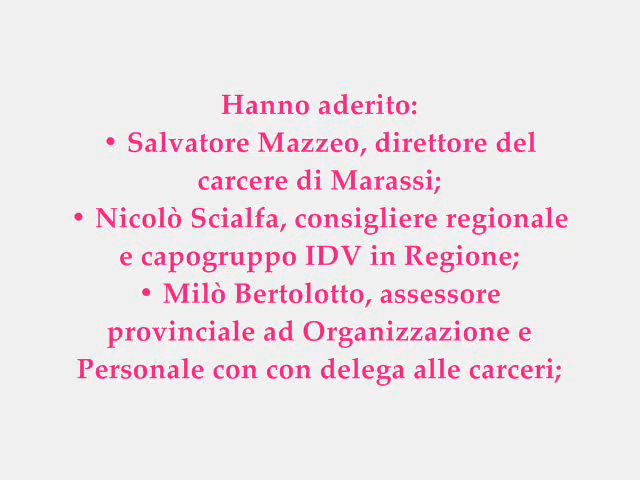 Hanno aderito:
• Salvatore Mazzeo, direttore del
carcere di Marassi;
• Nicolò Scialfa, consigliere regionale
e capogruppo IDV in Regione;
• Milò Bertolotto, assessore
provinciale ad Organizzazione e
Personale con con delega alle carceri;